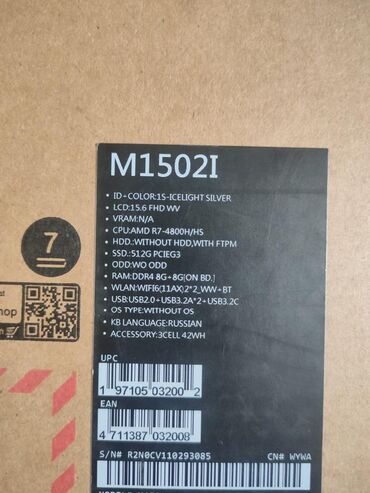 M1502I
• ID+COLOR:1S-ICELIGHT SILVER
• LCD:15.6 FHD WV
• VRAM:N/A
• CPU:AMD R7-4800H/HS
• HDD.:WITHOUT HDD,WITH FPTM
• SSD.:512G PCIEG3
• ODD:WO ODD
• RAM:DDR4 8G+8G[ON BD.]
• WLAN:WIFI6(11AX)2*2_WW+BT
• USB:USB2.0+USB3.2A*2+USB3.2C
• OS TYPE:WITHOUT OS
• KB LANGUAGE:RUSSIAN
• ACCESSORY:3CELL 42WH
7
hop
UPC
1 97105 03200 2
EAN
4 711387 032008
S/N# R2N0CV110293085 CN# WYWA